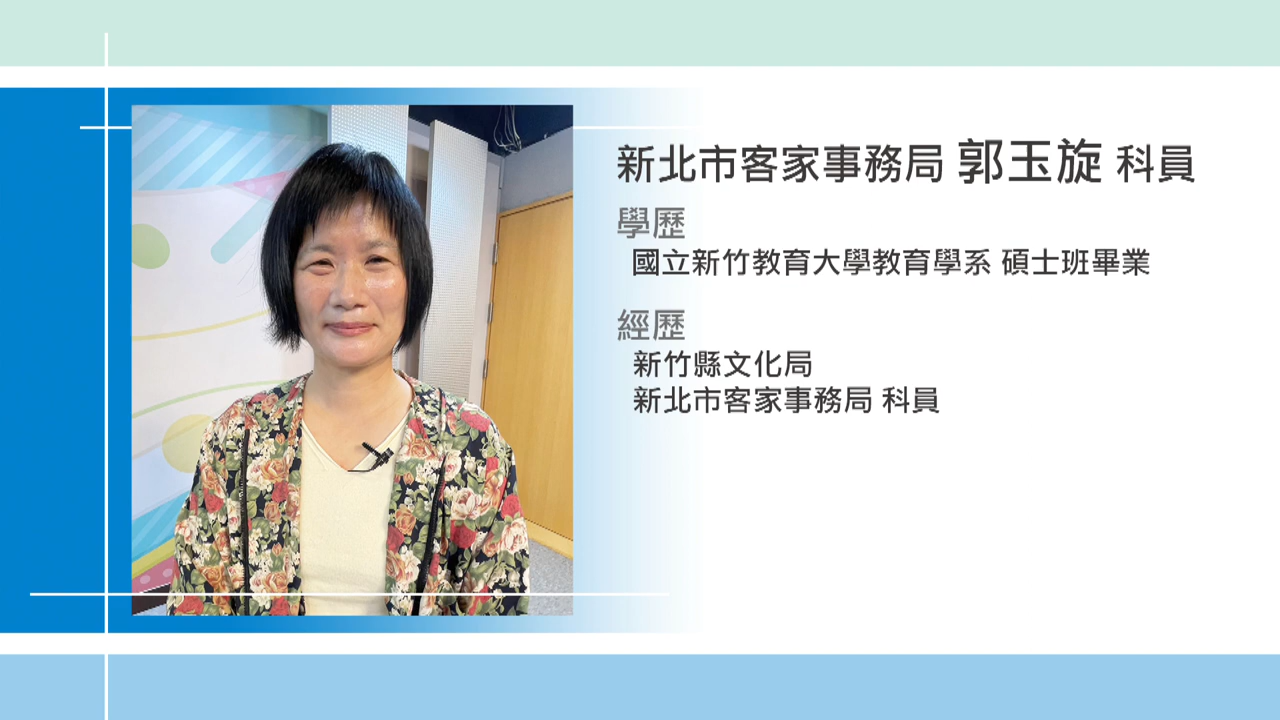 新北市客家事務局 郭玉旋 科員
學歷
國立新竹教育大學教育學系 碩士班畢業
經歷
新竹縣文化局
新北市客家事務局 科員